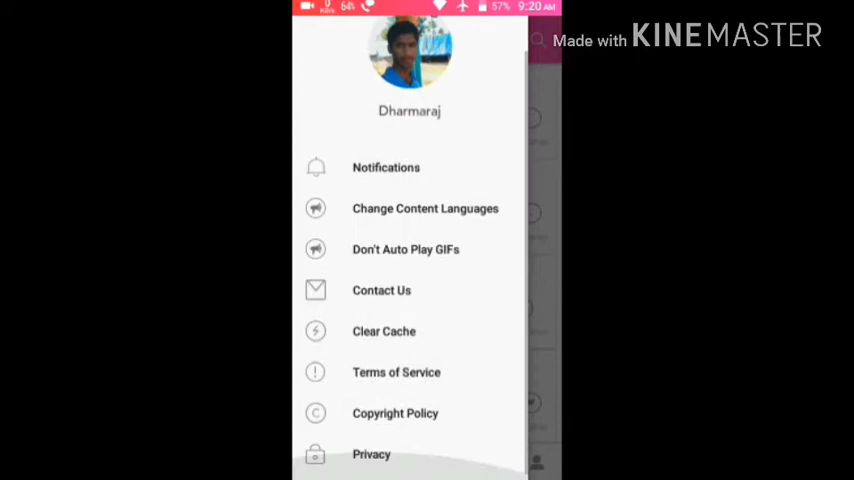 64% 57% 9:20 AM
Made with KINEMASTER
Dharmaraj
Notifications
Change Content Languages
Don't Auto Play GIFs
Contact Us
Clear Cache
Terms of Service
Copyright Policy
Privacy